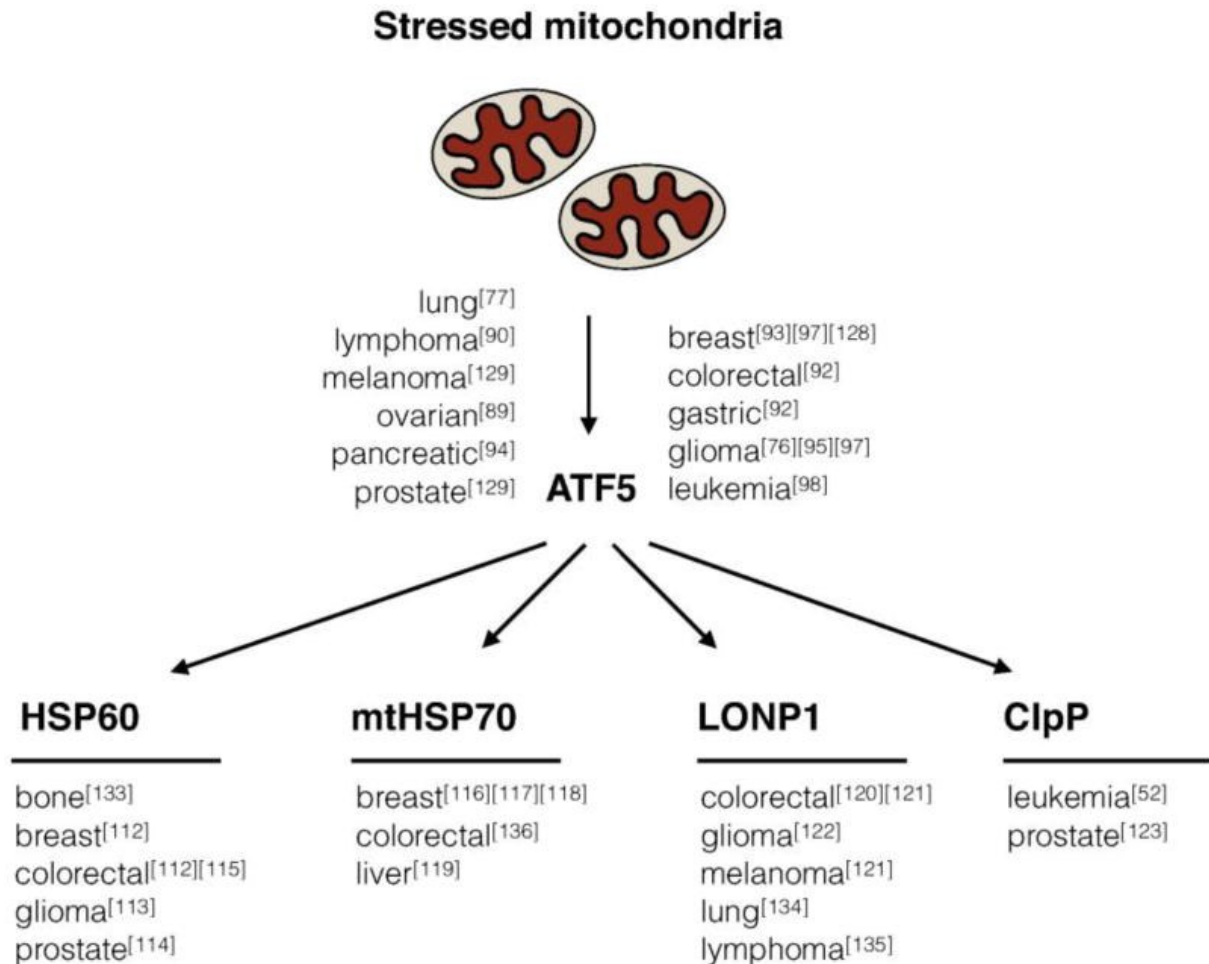 Stressed mitochondria
lung[77]
lymphoma[90]
melanoma[129]
ovarian[89]
pancreatic[94]
prostate[129]
breast[93][97][128]
colorectal[92]
gastric[92]
glioma[76][95][97]
leukemia[98]
ATF5
HSP60
bone[133]
breast[112]
colorectal[112][115]
glioma[113]
prostate[114]
mtHSP70
breast[116][117][118]
colorectal[136]
liver[119]
LONP1
colorectal[120][121]
glioma[122]
melanoma[121]
lung[134]
lymphoma[135]
ClpP
leukemia[52]
prostate[123]